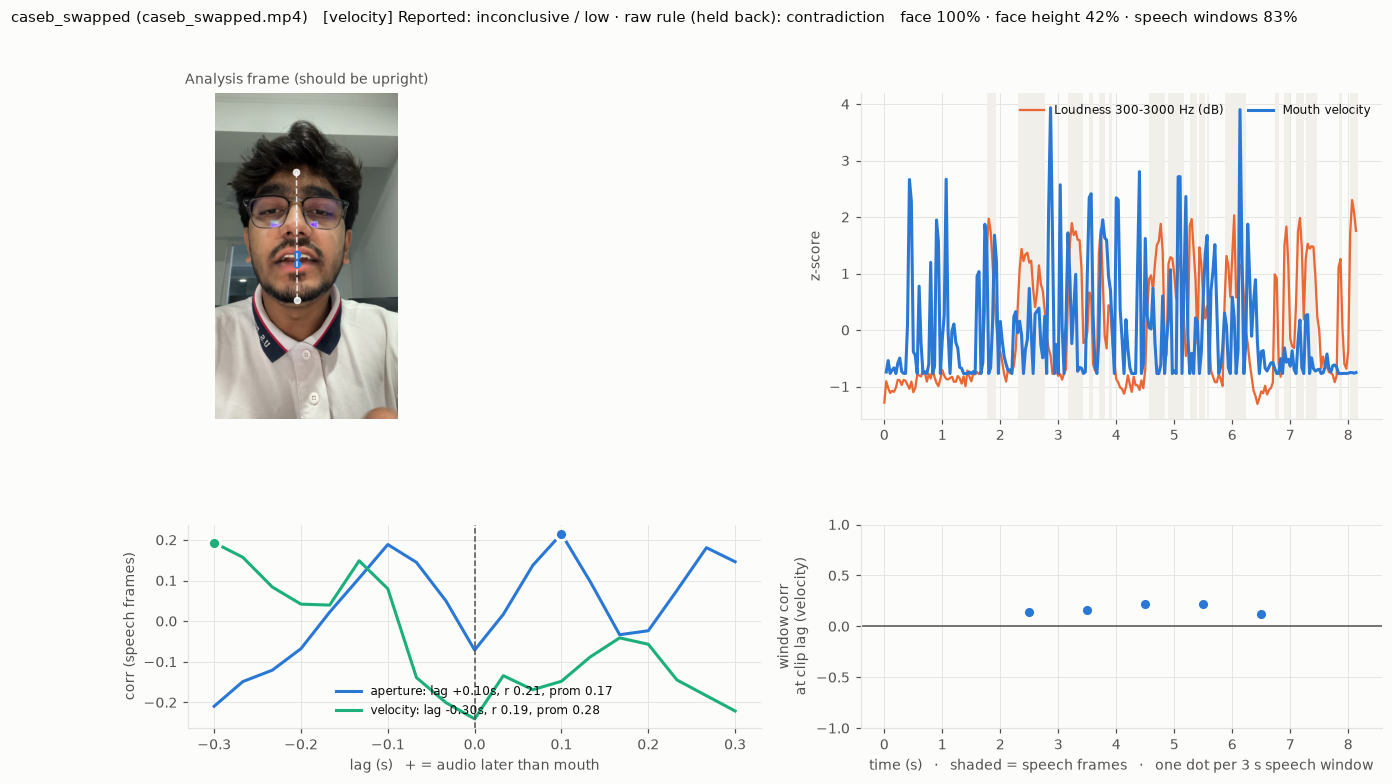 caseb_swapped (caseb_swapped.mp4)   [velocity] Reported: inconclusive / low · raw rule (held back): contradiction   face 100% · face height 42% · speech windows 83%
Analysis frame (should be upright)
Loudness 300-3000 Hz (dB)   Mouth velocity
z-score
4
3
2
1
0
−1
0 1 2 3 4 5 6 7 8
corr (speech frames)
0.2
0.1
0.0
−0.1
−0.2
aperture: lag +0.10s, r 0.21, prom 0.17
velocity: lag -0.30s, r 0.19, prom 0.28
−0.3 −0.2 −0.1 0.0 0.1 0.2 0.3
lag (s)   + = audio later than mouth
window corr
at clip lag (velocity)
1.0
0.5
0.0
−0.5
−1.0
0 1 2 3 4 5 6 7 8
time (s)   ·   shaded = speech frames   ·   one dot per 3 s speech window